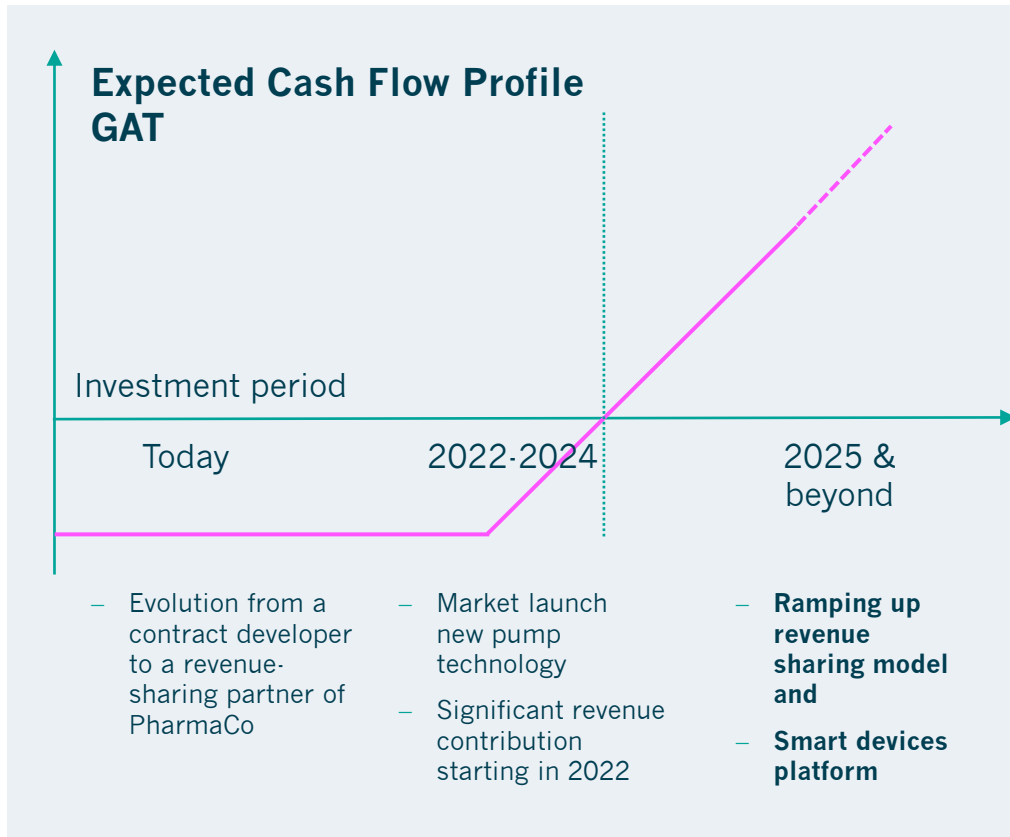 Expected Cash Flow Profile
GAT
Investment period
Today
2022-2024
2025 &
beyond
– Evolution from a
contract developer
to a revenue-
sharing partner of
PharmaCo
– Market launch
new pump
technology
– Significant revenue
contribution
starting in 2022
– Ramping up
revenue
sharing model
and
– Smart devices
platform